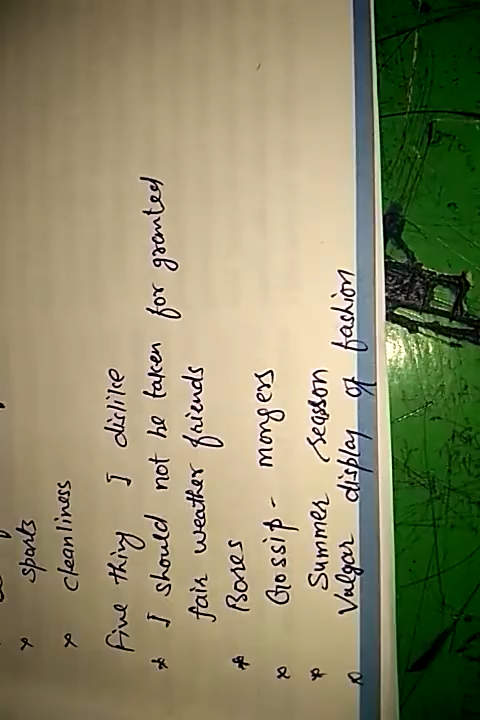 * sports
* cleanliness
Five thing I dislike
* I should not be taken for granted
fair weather friends
* Bores
* Gossip - mongers
* Summer season
* Vulgar display of fashion